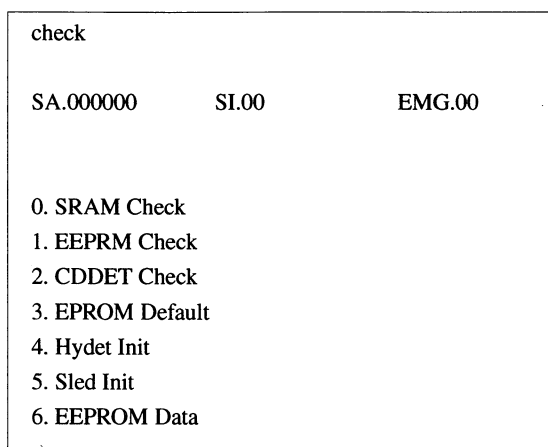 check
SA.000000 SI.00 EMG.00
0. SRAM Check
1. EEPRM Check
2. CDDET Check
3. EPROM Default
4. Hydet Init
5. Sled Init
6. EEPROM Data